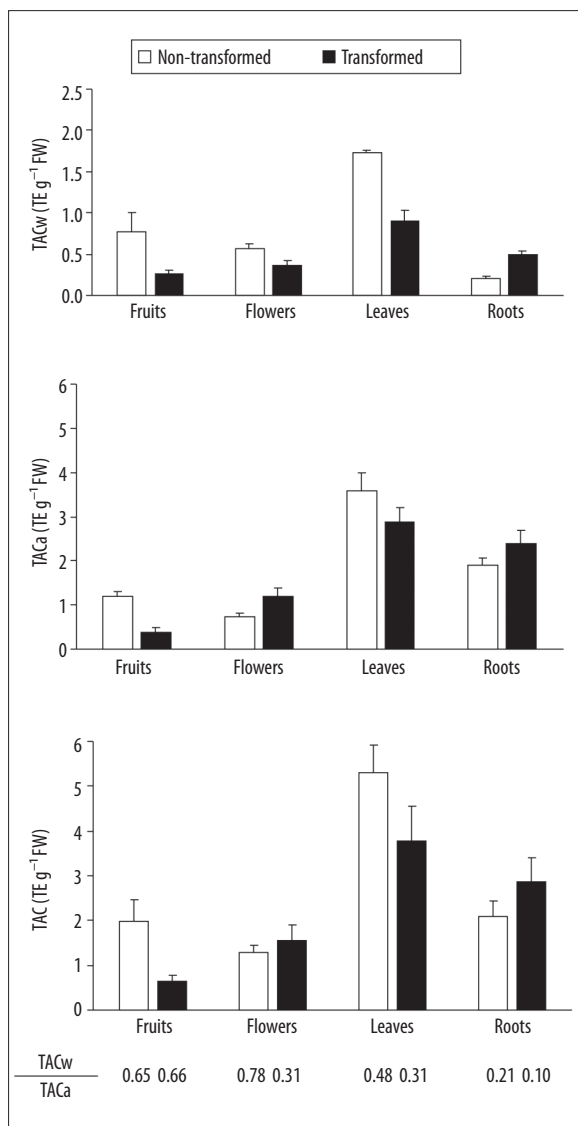 Non-transformed Transformed
TACw (TE g⁻¹ FW)
2.5
2.0
1.5
1.0
0.5
0.0
Fruits Flowers Leaves Roots
TACa (TE g⁻¹ FW)
6
5
4
3
2
1
0
Fruits Flowers Leaves Roots
TAC (TE g⁻¹ FW)
6
5
4
3
2
1
0
Fruits Flowers Leaves Roots
TACw
TACa
0.65 0.66 0.78 0.31 0.48 0.31 0.21 0.10